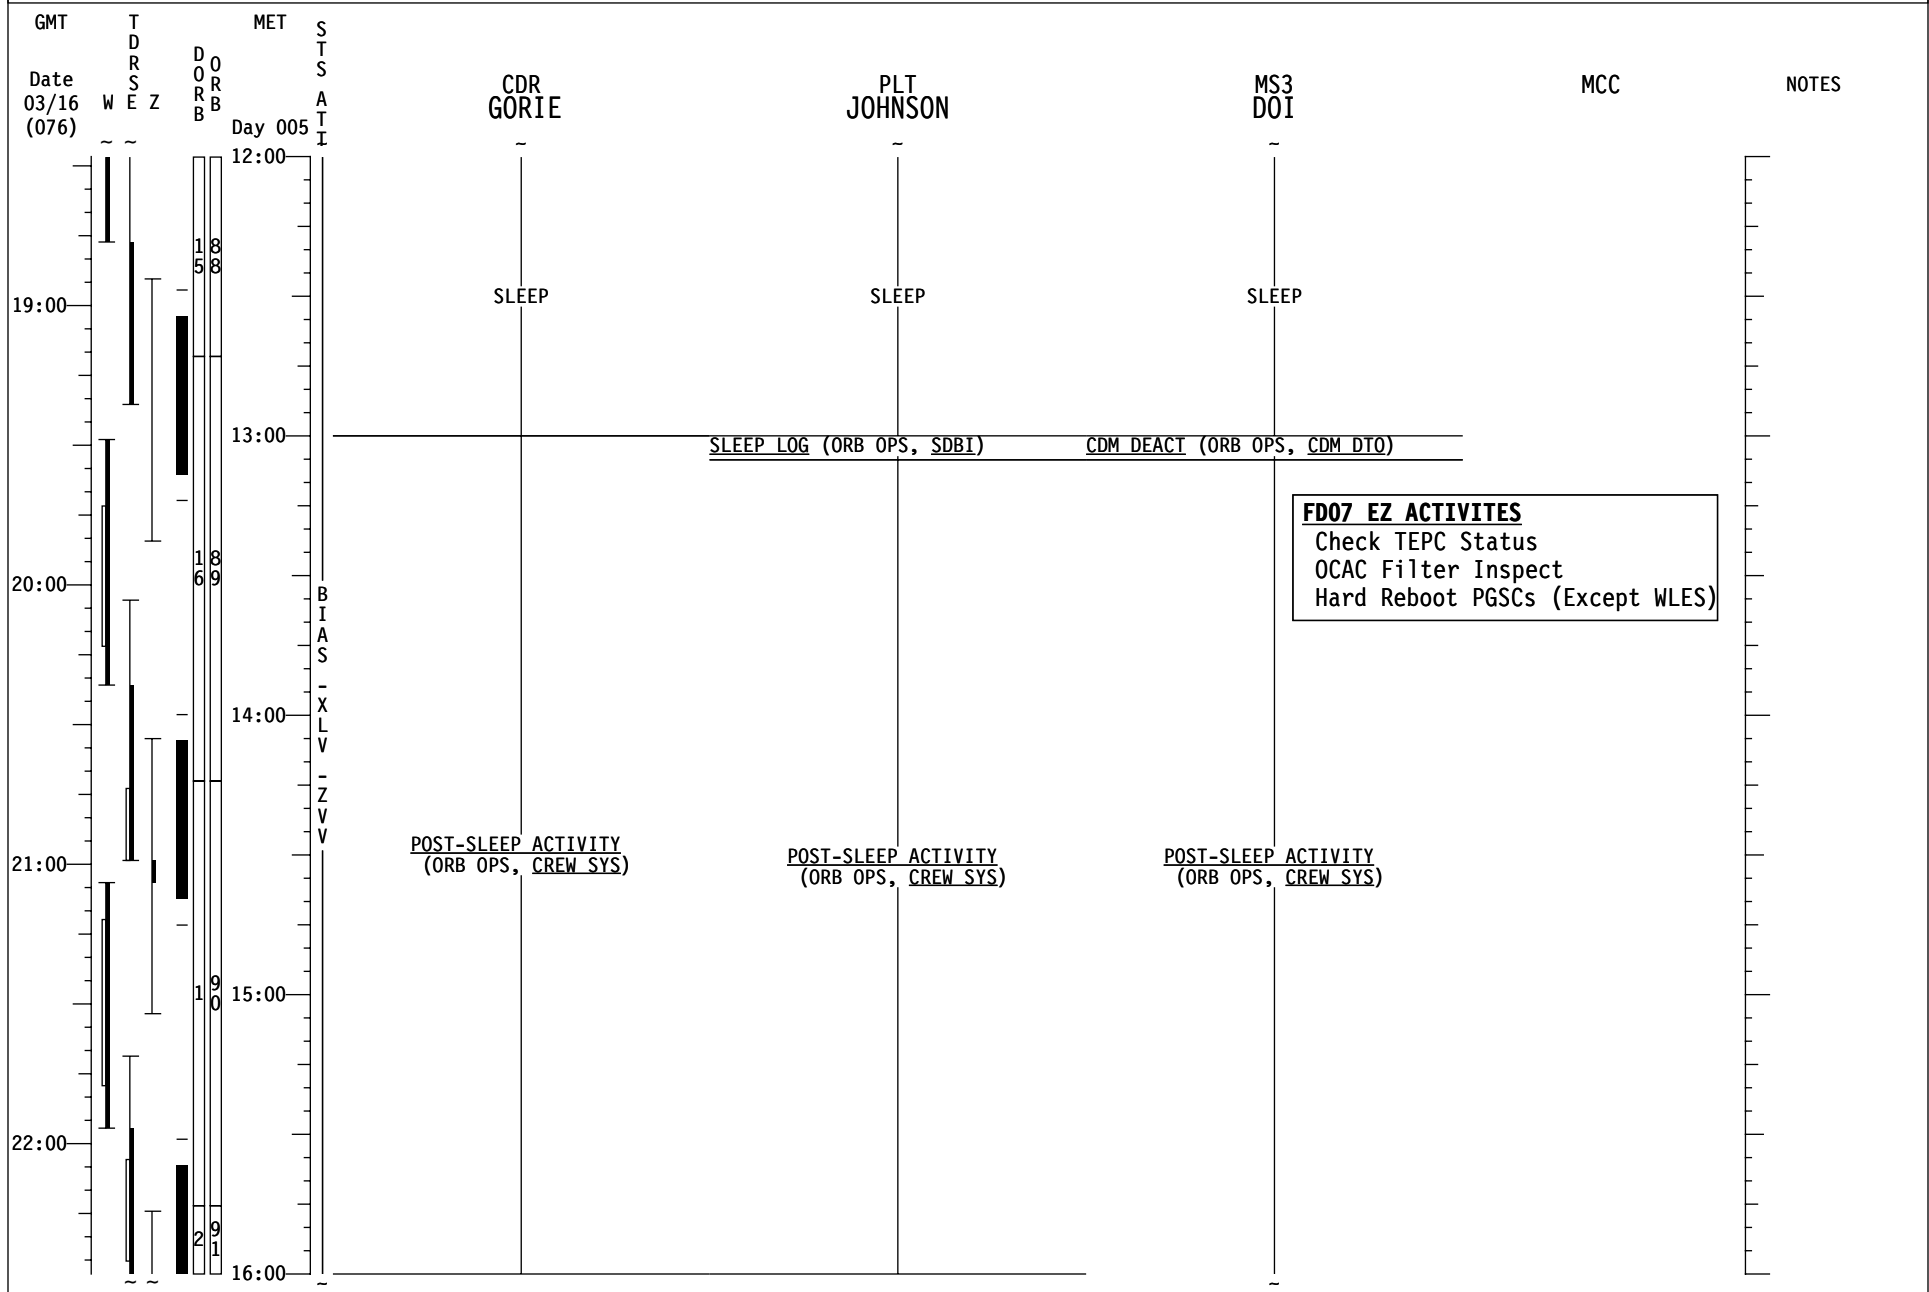 GMT
TDRS
MET
STS ATT
DORB
ORB
Date
03/16
(076)
W E Z
Day 005
CDR
GORIE
PLT
JOHNSON
MS3
DOI
MCC
NOTES
~ ~ ~ ~ ~
12:00
15
88
SLEEP
SLEEP
SLEEP
19:00
13:00
SLEEP LOG (ORB OPS, SDBI)
CDM DEACT (ORB OPS, CDM DTO)
FD07 EZ ACTIVITES
Check TEPC Status
OCAC Filter Inspect
Hard Reboot PGSCs (Except WLES)
16
89
20:00
BIAS -XLV -ZVV
14:00
POST-SLEEP ACTIVITY
(ORB OPS, CREW SYS)
POST-SLEEP ACTIVITY
(ORB OPS, CREW SYS)
POST-SLEEP ACTIVITY
(ORB OPS, CREW SYS)
21:00
1
90
15:00
22:00
2
91
16:00
~ ~ ~ ~